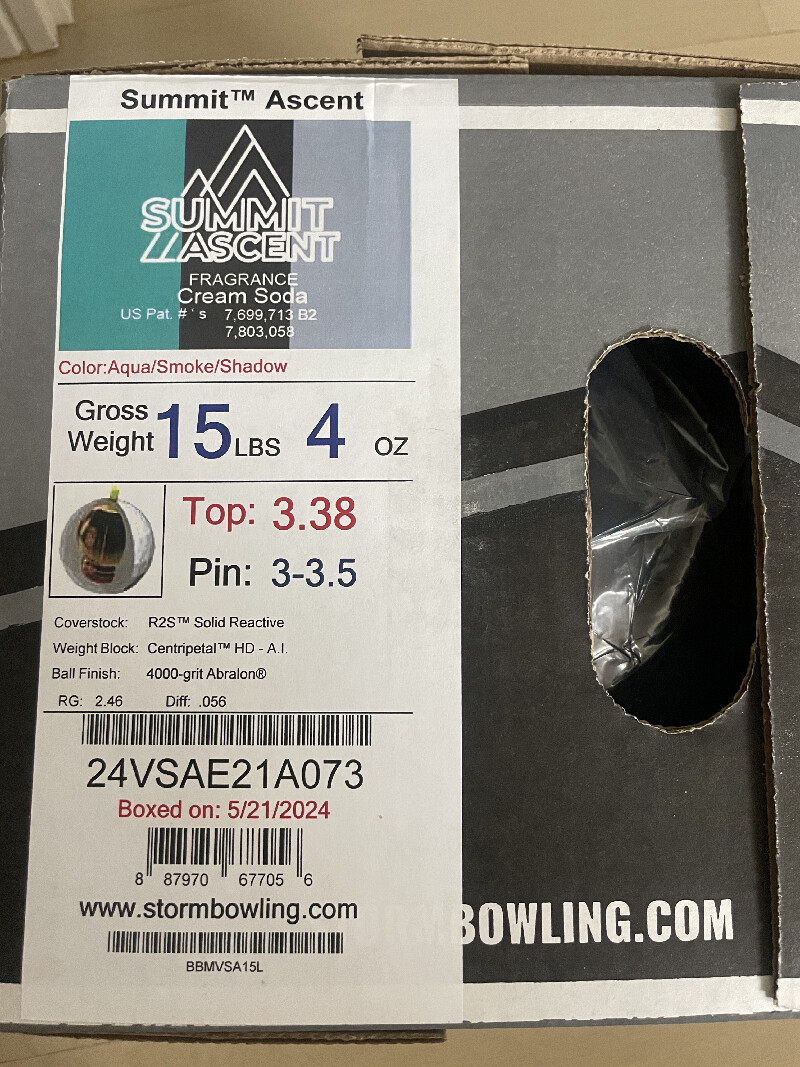 Summit™ Ascent
SUMMIT
ASCENT
FRAGRANCE
Cream Soda
US Pat. #'s 7,699,713 B2
7,803,058
Color:Aqua/Smoke/Shadow
Gross Weight 15 LBS 4 OZ
Top: 3.38
Pin: 3-3.5
Coverstock: R2S™ Solid Reactive
Weight Block: Centripetal™ HD - A.I.
Ball Finish: 4000-grit Abralon®
RG: 2.46 Diff: .056
24VSAE21A073
Boxed on: 5/21/2024
8 87970 67705 6
www.stormbowling.com
BBMVSA15L
BOWLING.COM